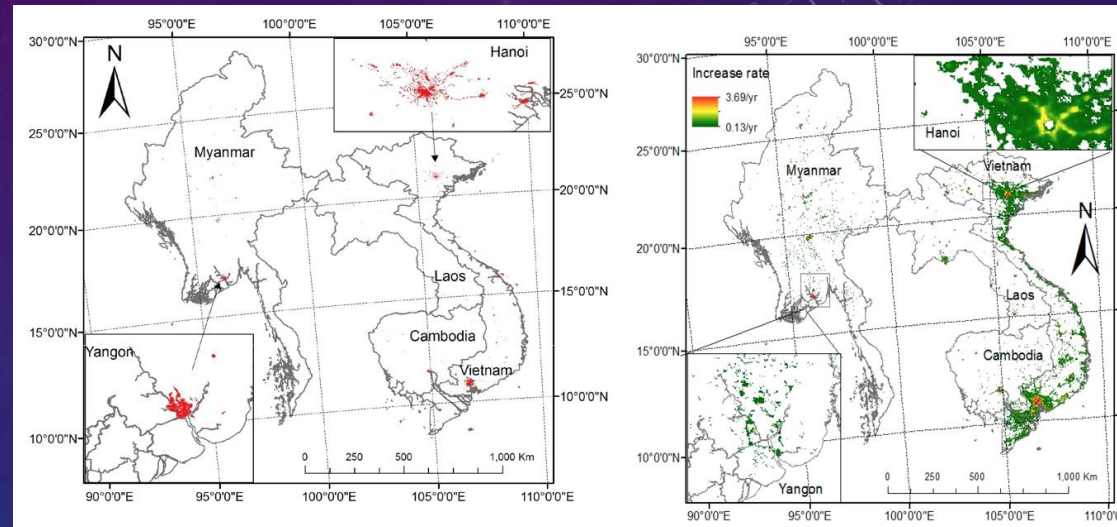 95°0'0"E 100°0'0"E 105°0'0"E 110°0'0"E
30°0'0"N
N
Hanoi
25°0'0"N
25°0'0"N
Myanmar
20°0'0"N
20°0'0"N
Laos
15°0'0"N
15°0'0"N
Cambodia
Yangon
Vietnam
10°0'0"N
10°0'0"N
0 250 500 1,000 Km
90°0'0"E 95°0'0"E 100°0'0"E 105°0'0"E 110°0'0"E
95°0'0"E 100°0'0"E 105°0'0"E 110°0'0"E
30°0'0"N
Increase rate
3.69/yr
0.13/yr
Hanoi
25°0'0"N
Myanmar
Vietnam
N
20°0'0"N
Laos
15°0'0"N
Cambodia
10°0'0"N
0 250 500 1,000 Km
Yangon
90°0'0"E 95°0'0"E 100°0'0"E 105°0'0"E